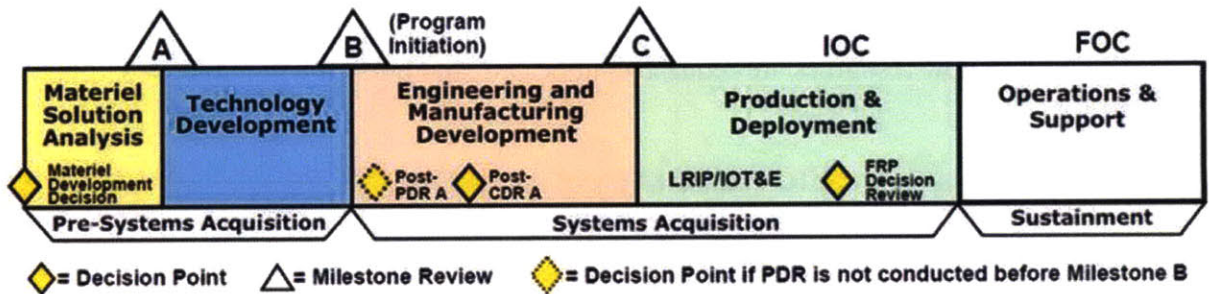 A
B
(Program
Initiation)
C
IOC
FOC
Materiel
Solution
Analysis
Technology
Development
Engineering and
Manufacturing
Development
Production &
Deployment
Operations &
Support
Materiel
Development
Decision
Post-
PDR A
Post-
CDR A
LRIP/IOT&E
FRP
Decision
Review
Pre-Systems Acquisition
Systems Acquisition
Sustainment
= Decision Point
= Milestone Review
= Decision Point if PDR is not conducted before Milestone B